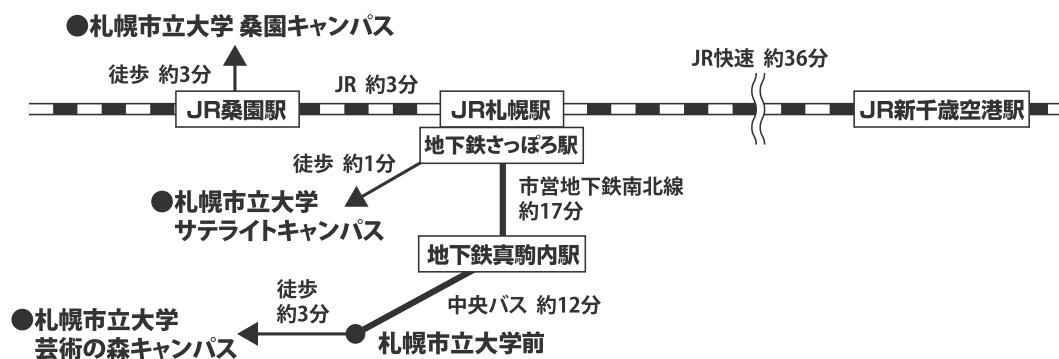 ●札幌市立大学 桑園キャンパス
徒歩 約3分
JR 約3分
JR快速 約36分
JR桑園駅
JR札幌駅
JR新千歳空港駅
地下鉄さっぽろ駅
徒歩 約1分
●札幌市立大学
サテライトキャンパス
市営地下鉄南北線
約17分
地下鉄真駒内駅
徒歩
約3分
中央バス 約12分
●札幌市立大学
芸術の森キャンパス
札幌市立大学前